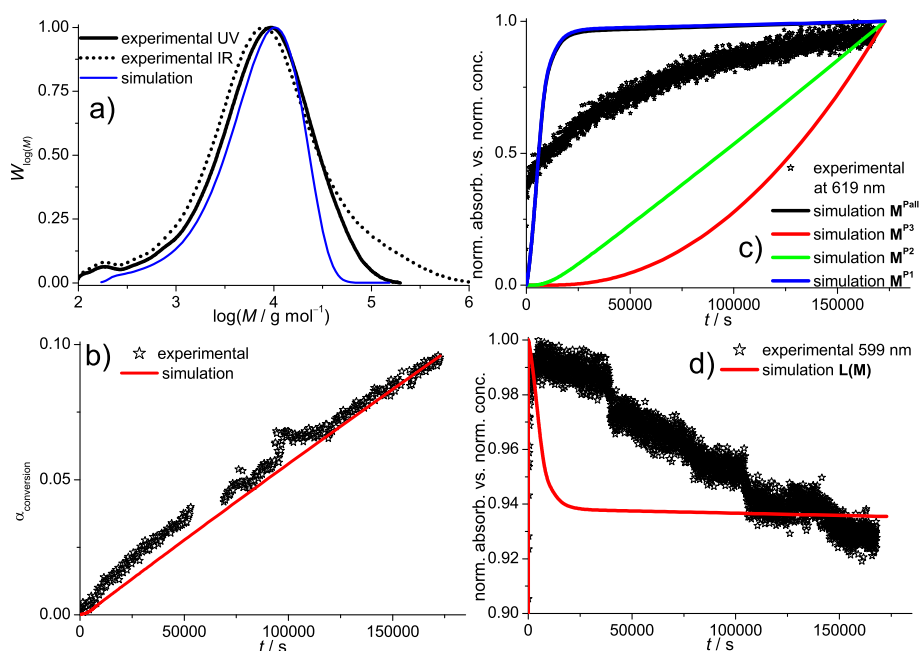 1.00
0.75
0.50
0.25
0.00
W_log(M)
experimental UV
experimental IR
simulation
a)
2
3
4
5
6
log(M / g mol⁻¹)
1.0
0.5
0.0
norm. absorb. vs. norm. conc.
experimental
at 619 nm
simulation M^Pall
simulation M^P3
simulation M^P2
simulation M^P1
c)
50000
100000
150000
t / s
0.10
0.05
0.00
α_conversion
b)
experimental
simulation
0
50000
100000
150000
t / s
1.00
0.98
0.96
0.94
0.92
0.90
norm. absorb. vs. norm. conc.
d)
experimental 599 nm
simulation L(M)
0
50000
100000
150000
t / s